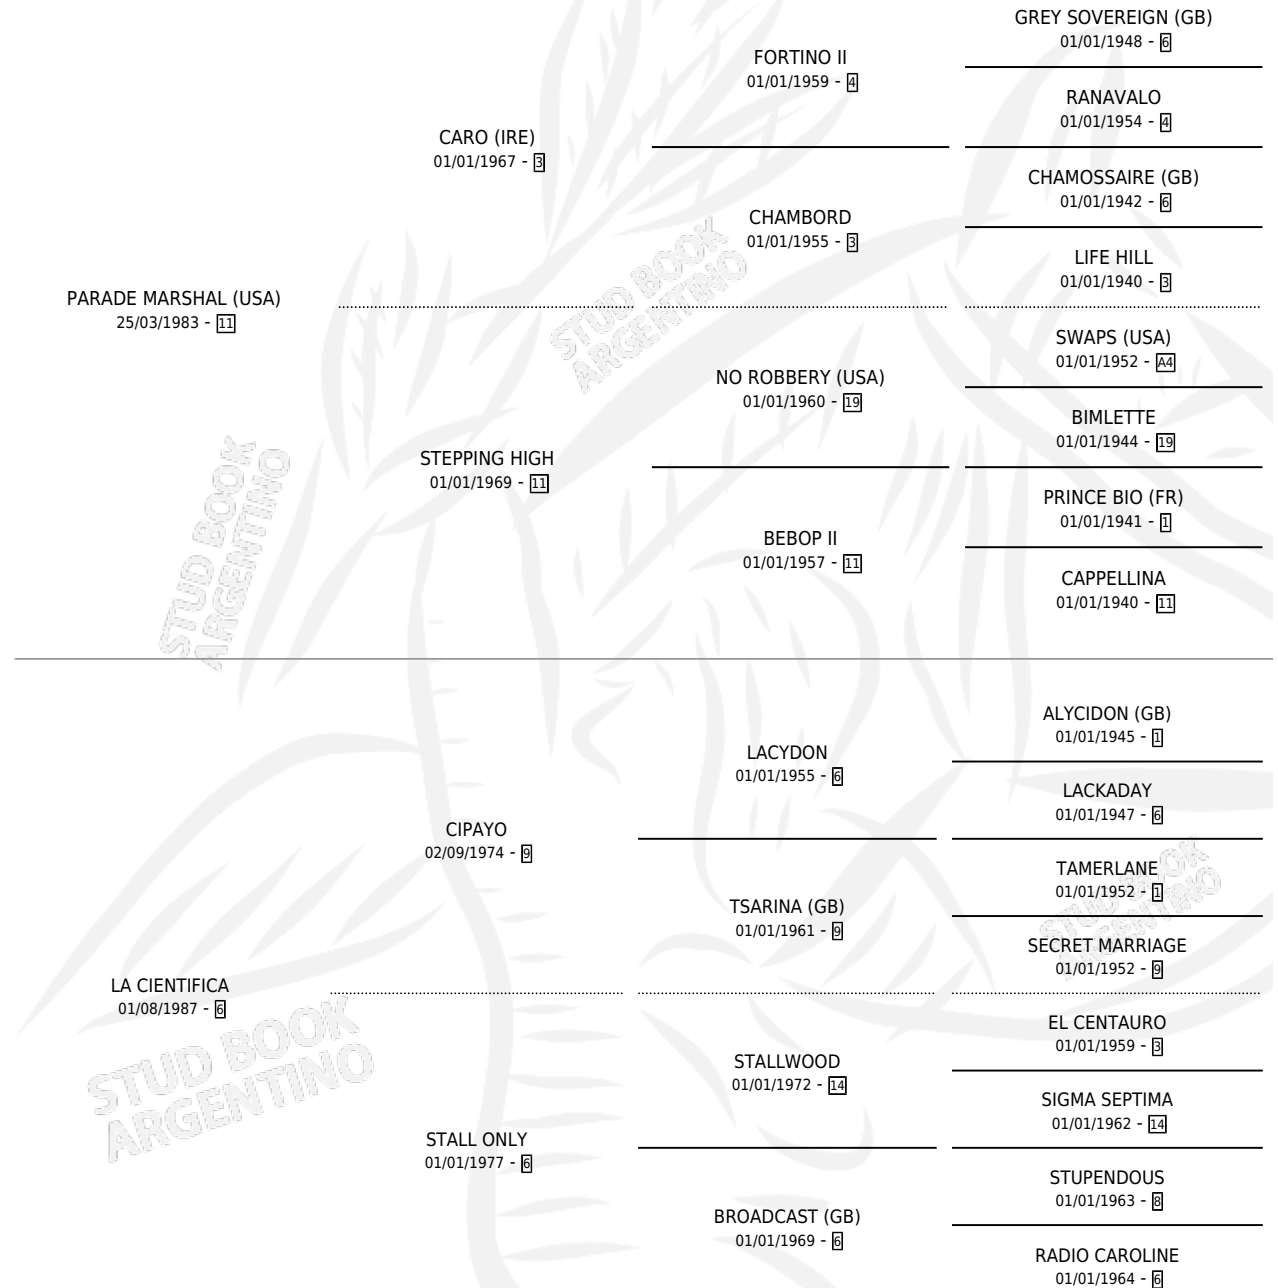 GREY SOVEREIGN (GB)
01/01/1948 - 6
FORTINO II
01/01/1959 - 4
RANAVALO
01/01/1954 - 4
CARO (IRE)
01/01/1967 - 3
CHAMOSSAIRE (GB)
01/01/1942 - 6
CHAMBORD
01/01/1955 - 3
LIFE HILL
01/01/1940 - 3
PARADE MARSHAL (USA)
25/03/1983 - 11
SWAPS (USA)
01/01/1952 - A4
NO ROBBERY (USA)
01/01/1960 - 19
BIMLETTE
01/01/1944 - 19
STEPPING HIGH
01/01/1969 - 11
PRINCE BIO (FR)
01/01/1941 - 1
BEBOP II
01/01/1957 - 11
CAPPELLINA
01/01/1940 - 11
ALYCIDON (GB)
01/01/1945 - 1
LACYDON
01/01/1955 - 6
LACKADAY
01/01/1947 - 6
CIPAYO
02/09/1974 - 9
TAMERLANE
01/01/1952 - 1
TSARINA (GB)
01/01/1961 - 9
SECRET MARRIAGE
01/01/1952 - 9
LA CIENTIFICA
01/08/1987 - 6
EL CENTAURO
01/01/1959 - 3
STALLWOOD
01/01/1972 - 14
SIGMA SEPTIMA
01/01/1962 - 14
STALL ONLY
01/01/1977 - 6
STUPENDOUS
01/01/1963 - 8
BROADCAST (GB)
01/01/1969 - 6
RADIO CAROLINE
01/01/1964 - 6
STUD BOOK
ARGENTINO
STUD BOOK
ARGENTINO
STUD BOOK
ARGENTINO
STUD BOOK
ARGENTINO